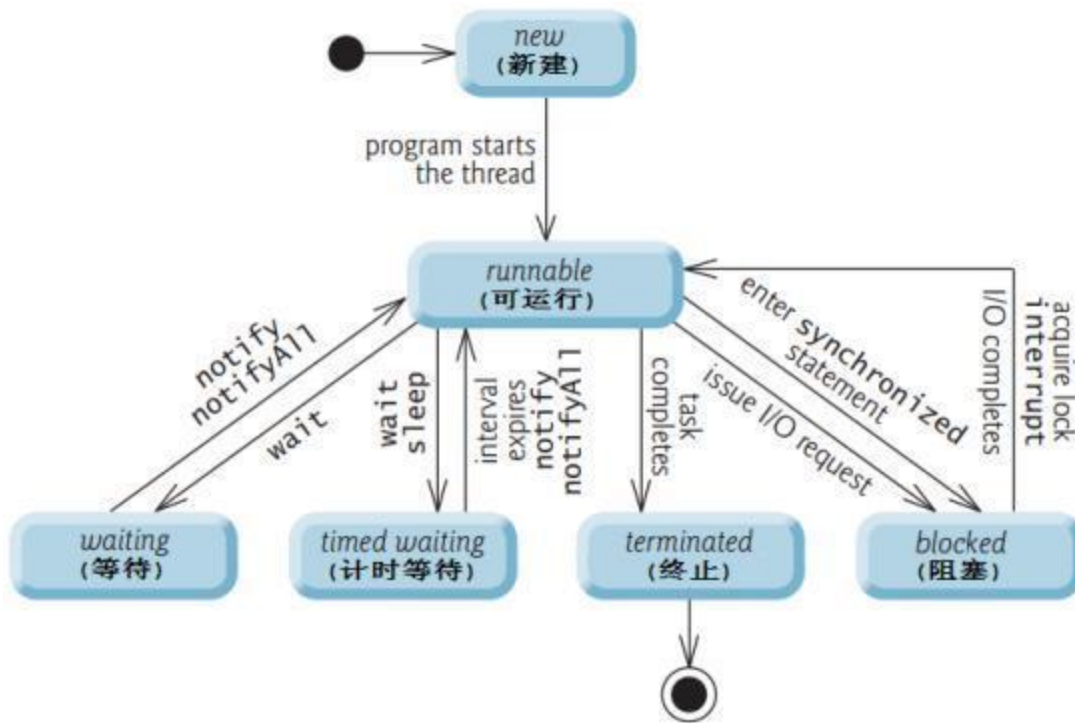 new
(新建)
program starts
the thread
runnable
(可运行)
notify
notifyAll
wait
wait
sleep
interval
expires
notify
notifyAll
task
completes
issue I/O request
enter synchronized
statement
acquire lock
interrupt
I/O completes
waiting
(等待)
timed waiting
(计时等待)
terminated
(终止)
blocked
(阻塞)